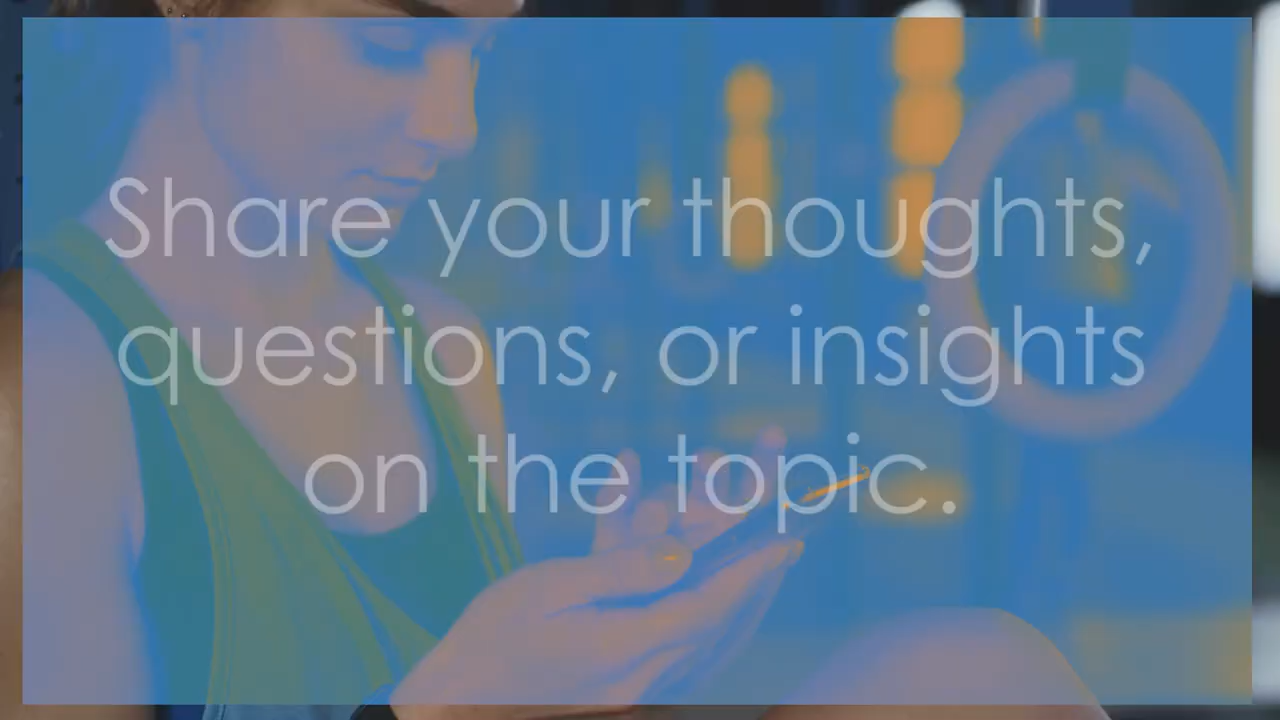 Share your thoughts,
questions, or insights
on the topic.